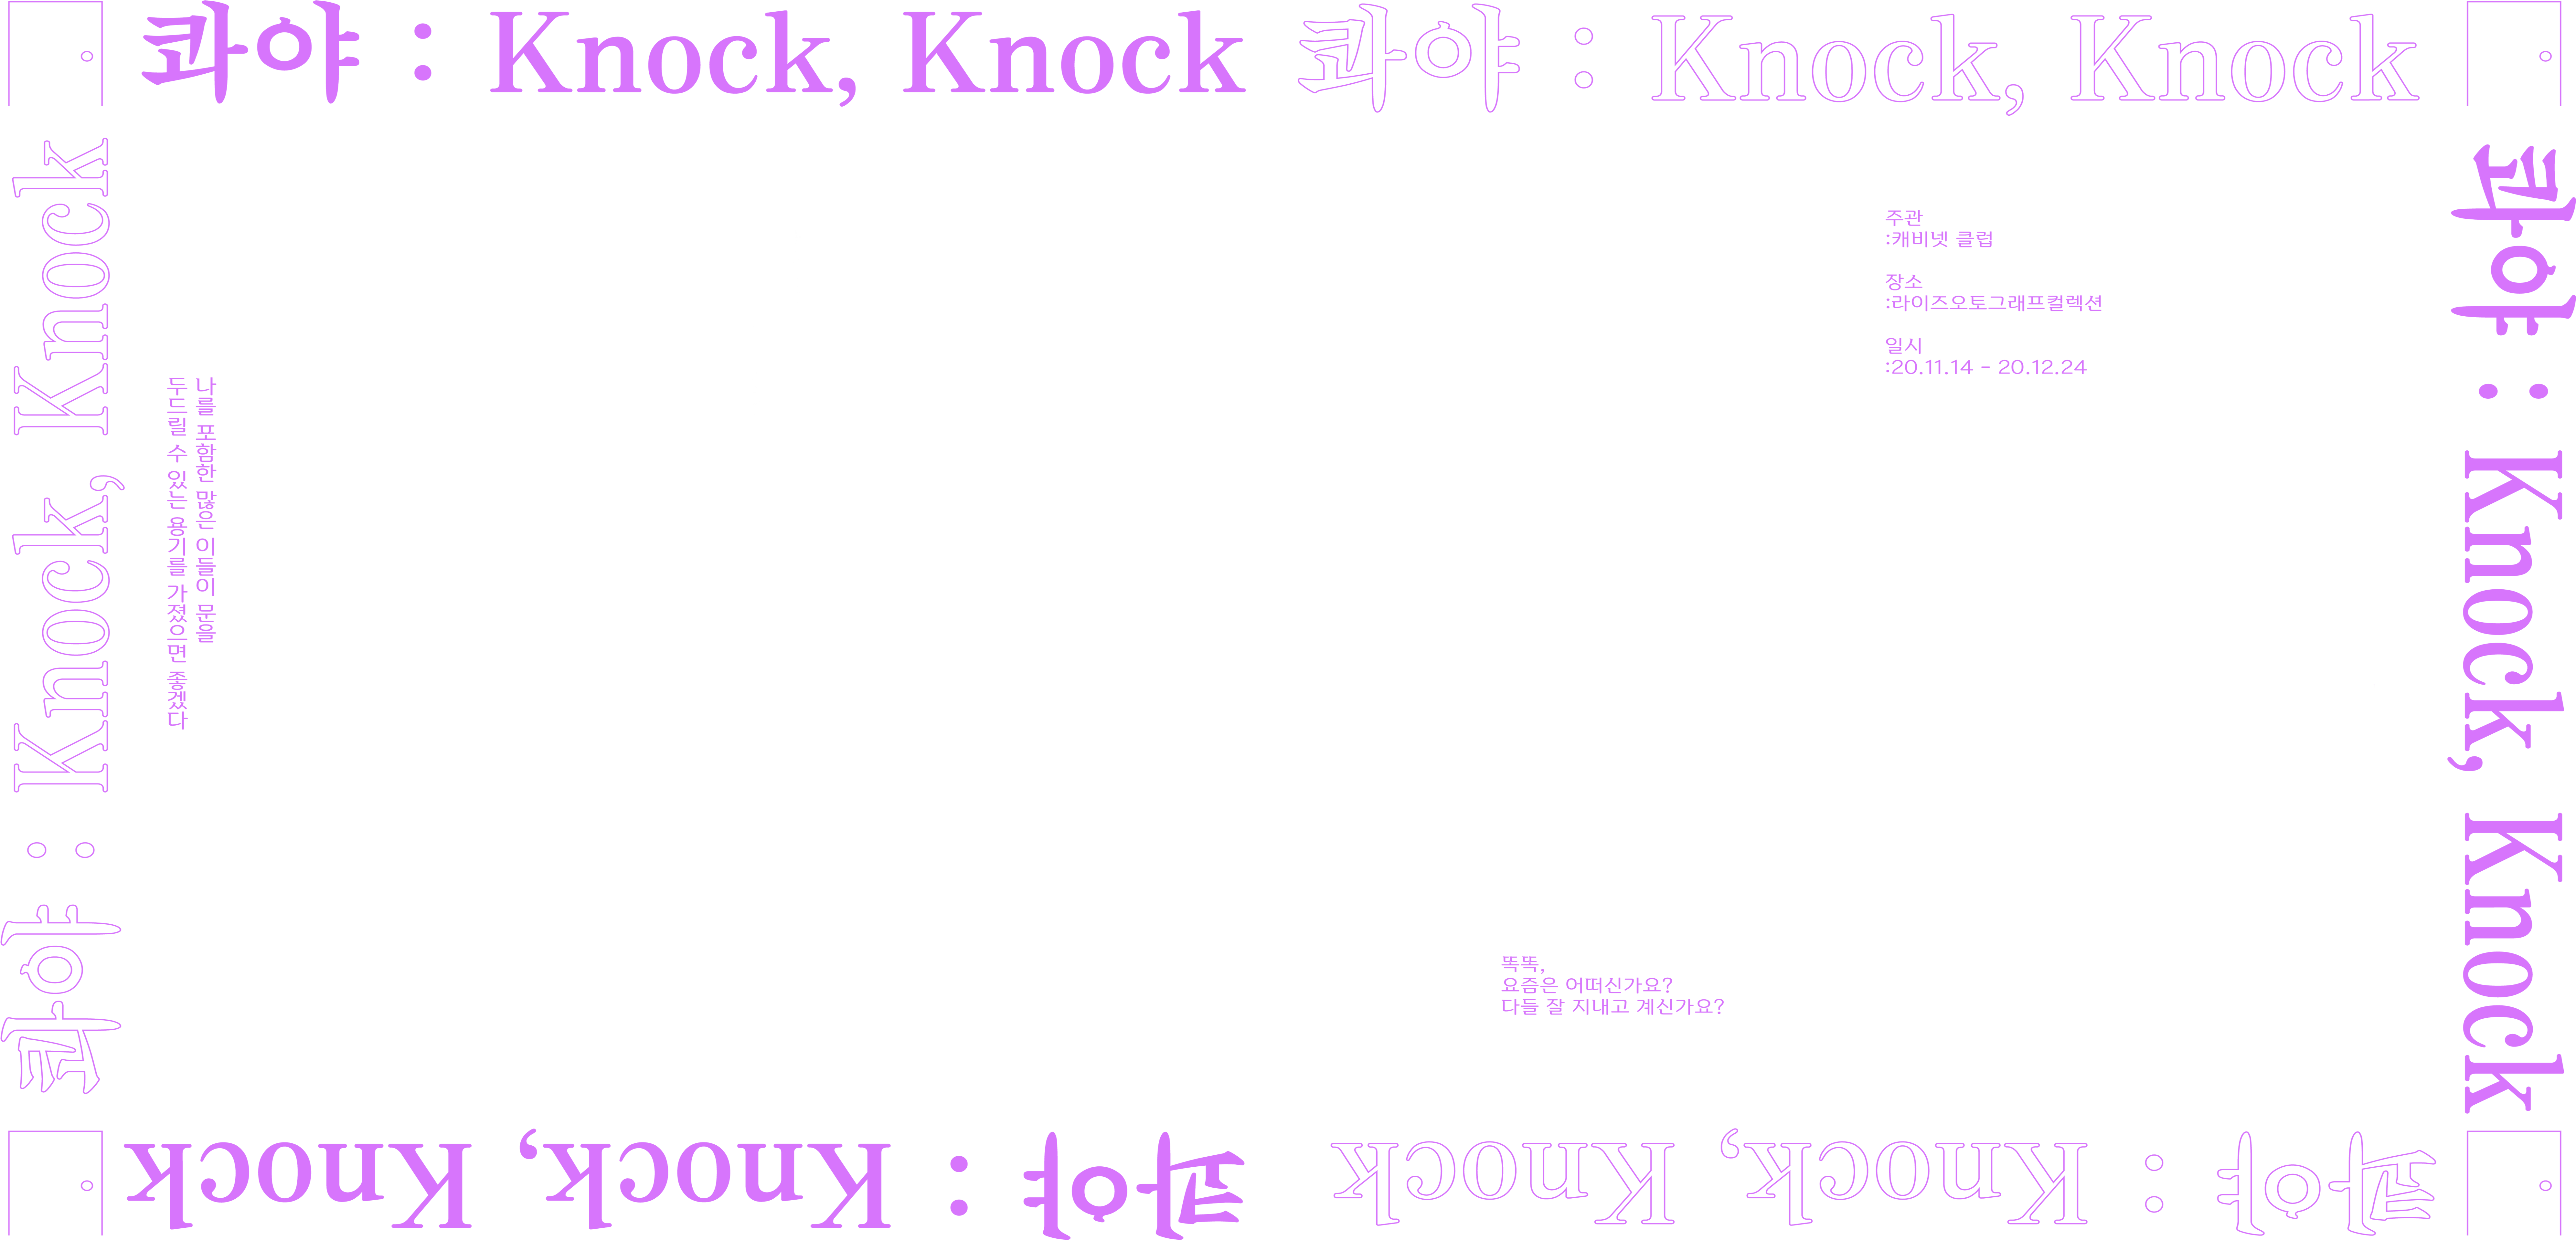 콰야 : Knock, Knock
콰야 : Knock, Knock
콰야 : Knock, Knock
콰야 : Knock, Knock
콰야 : Knock, Knock
콰야 : Knock, Knock
나를 포함한 많은 이들이 문을
두드릴 수 있는 용기를 가졌으면 좋겠다
주관
:캐비넷 클럽
장소
:라이즈오토그래프컬렉션
일시
:20.11.14 - 20.12.24
똑똑,
요즘은 어떠신가요?
다들 잘 지내고 계신가요?